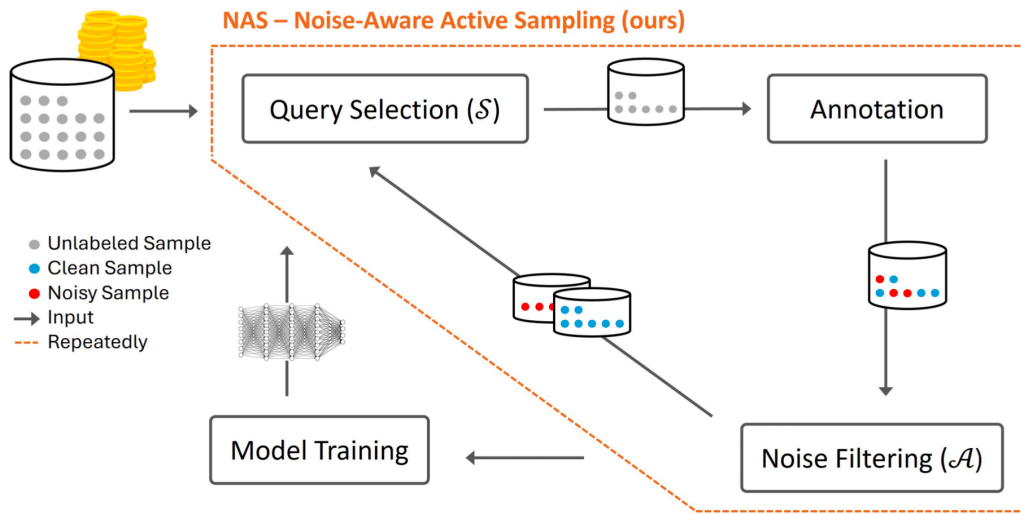 NAS – Noise-Aware Active Sampling (ours)
Query Selection (𝒮)
Annotation
Unlabeled Sample
Clean Sample
Noisy Sample
Input
Repeatedly
Model Training
Noise Filtering (𝒜)